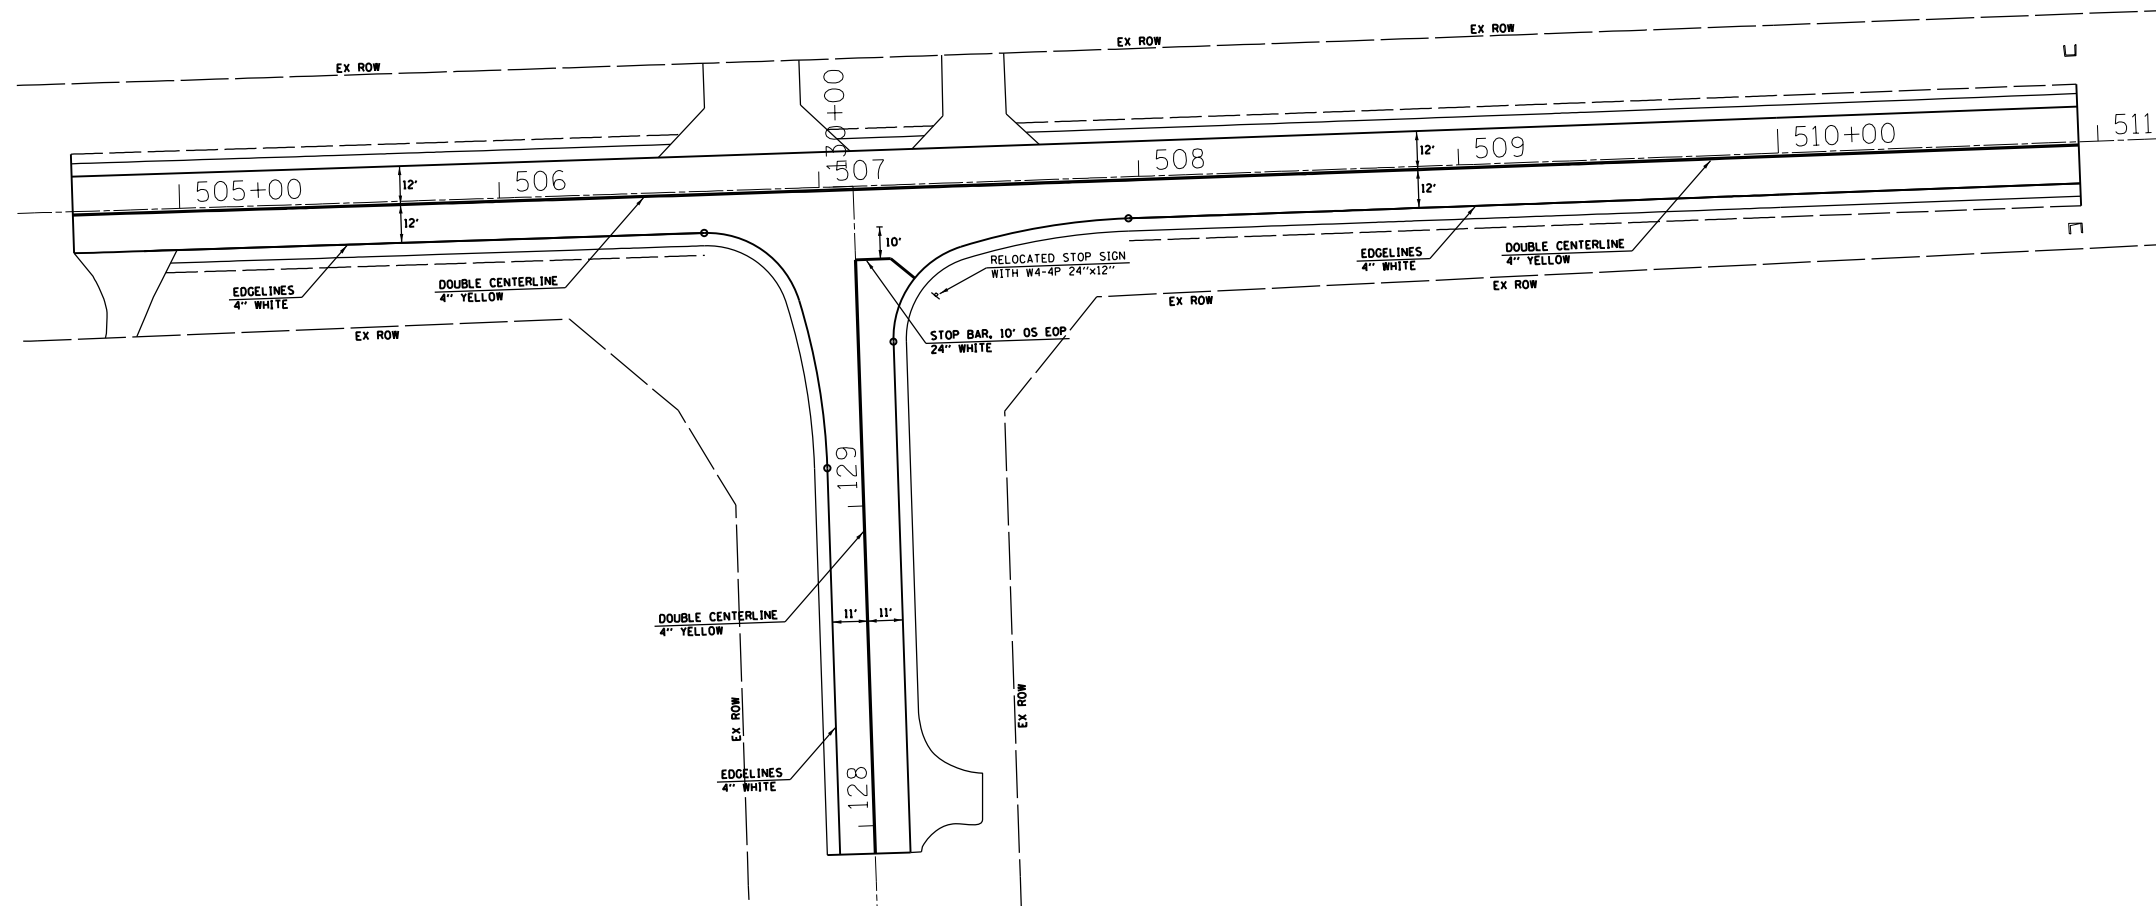 EX ROW
EX ROW
EX ROW
505+00
506
130+00
507
508
509
510+00
511
12'
12'
12'
12'
10'
EDGELINES
4" WHITE
DOUBLE CENTERLINE
4" YELLOW
RELOCATED STOP SIGN
WITH W4-4P 24"x12"
EDGELINES
4" WHITE
DOUBLE CENTERLINE
4" YELLOW
EX ROW
EX ROW
EX ROW
STOP BAR, 10' OS EOP
24" WHITE
129
DOUBLE CENTERLINE
4" YELLOW
11'
11'
EX ROW
EX ROW
EDGELINES
4" WHITE
128